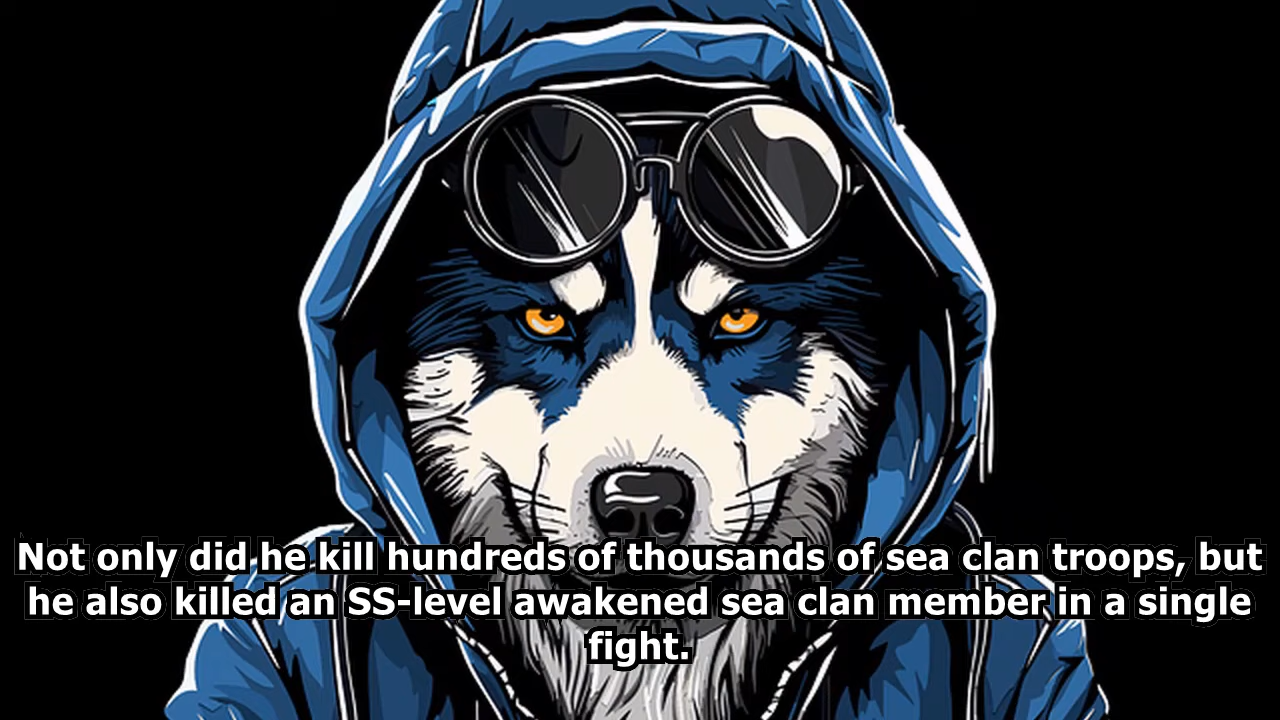 Not only did he kill hundreds of thousands of sea clan troops, but
he also killed an SS-level awakened sea clan member in a single
fight.